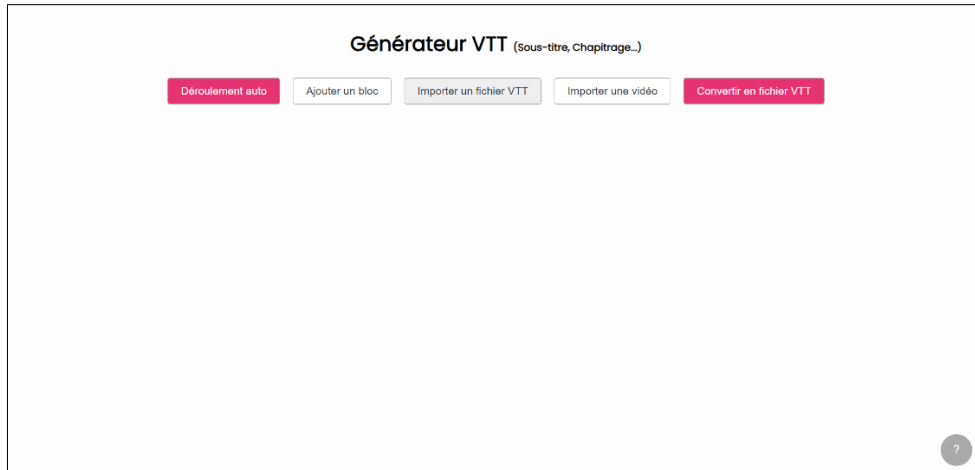 Générateur VTT (Sous-titre, Chapitrage...)
Déroulement auto Ajouter un bloc Importer un fichier VTT Importer une vidéo Convertir en fichier VTT
?